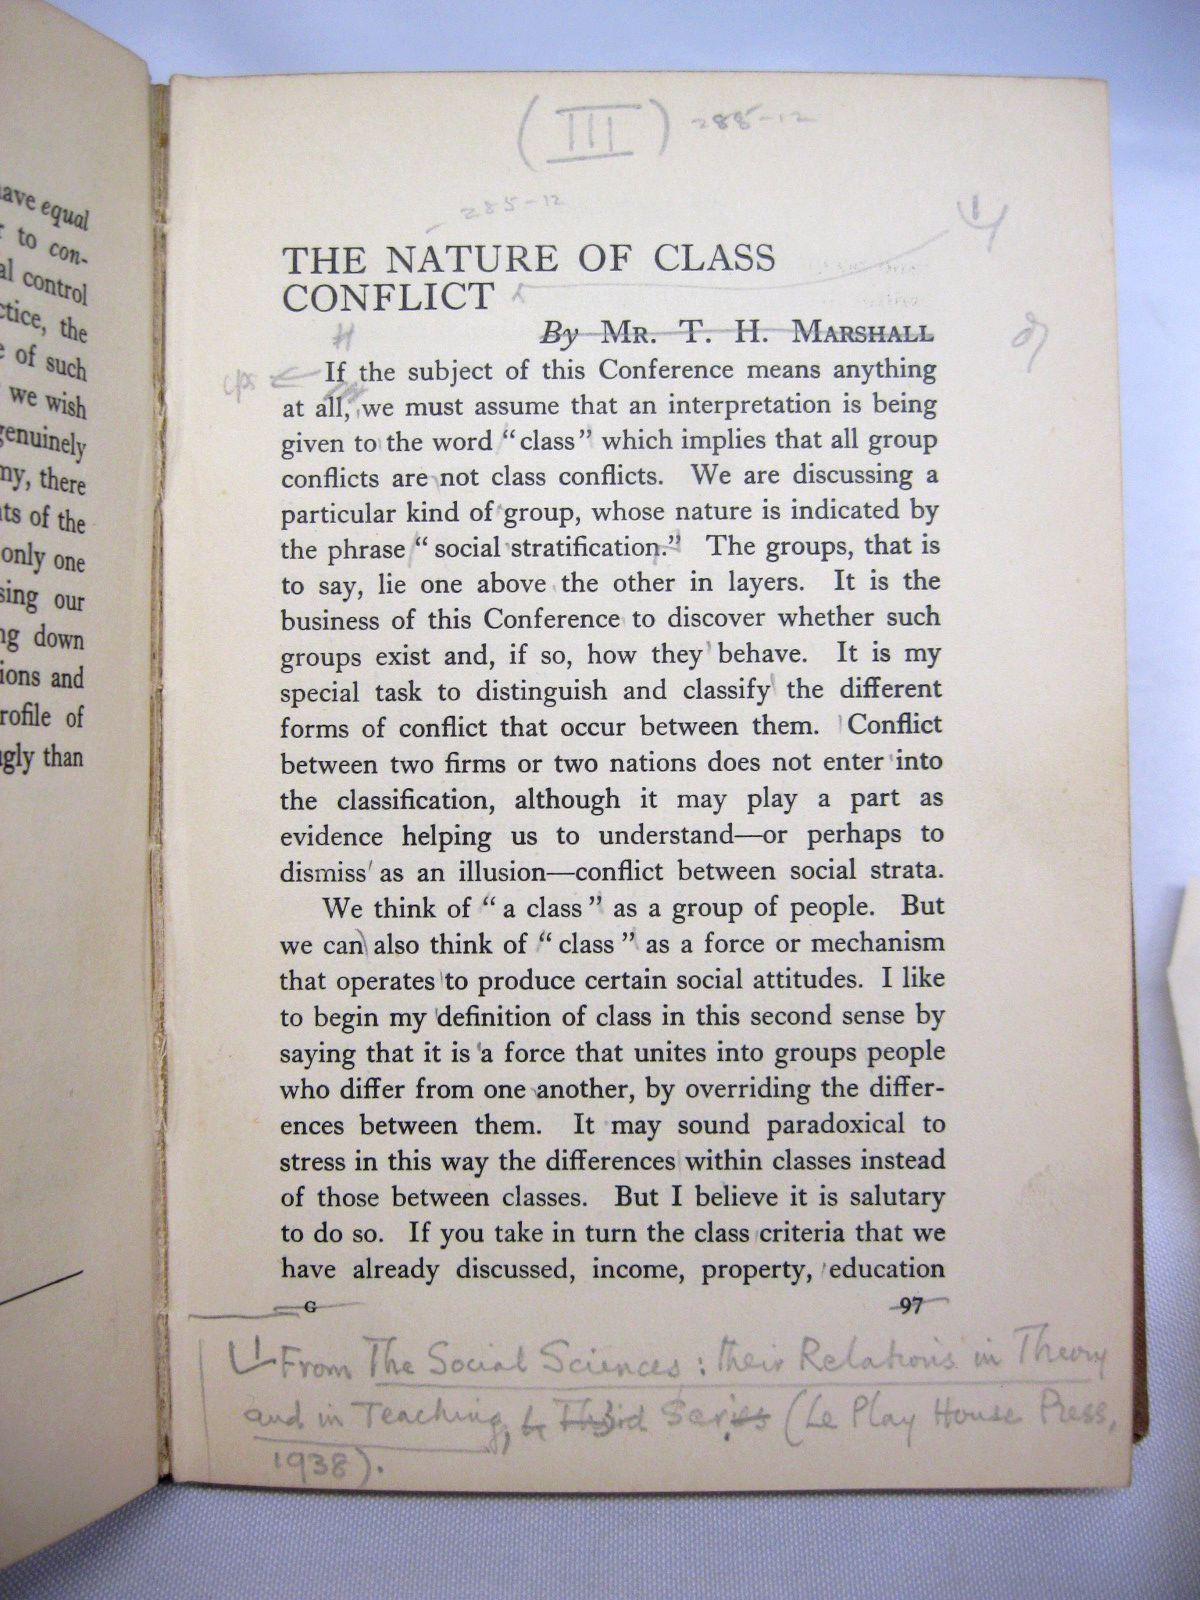 ave equal
to con-
al control
ctice, the
e of such
we wish
genuinely
my, there
ts of the
only one
sing our
ng down
ions and
rofile of
gly than
(III) 288-12
285-12
THE NATURE OF CLASS
CONFLICT
By MR. T. H. MARSHALL
If the subject of this Conference means anything
at all, we must assume that an interpretation is being
given to the word “class” which implies that all group
conflicts are not class conflicts. We are discussing a
particular kind of group, whose nature is indicated by
the phrase “social stratification.” The groups, that is
to say, lie one above the other in layers. It is the
business of this Conference to discover whether such
groups exist and, if so, how they behave. It is my
special task to distinguish and classify the different
forms of conflict that occur between them. Conflict
between two firms or two nations does not enter into
the classification, although it may play a part as
evidence helping us to understand—or perhaps to
dismiss as an illusion—conflict between social strata.
We think of “a class” as a group of people. But
we can also think of “class” as a force or mechanism
that operates to produce certain social attitudes. I like
to begin my definition of class in this second sense by
saying that it is a force that unites into groups people
who differ from one another, by overriding the differ-
ences between them. It may sound paradoxical to
stress in this way the differences within classes instead
of those between classes. But I believe it is salutary
to do so. If you take in turn the class criteria that we
have already discussed, income, property, education
G 97
1 From The Social Sciences: their Relations in Theory
and in Teaching, Third Series (Le Play House Press,
1938).